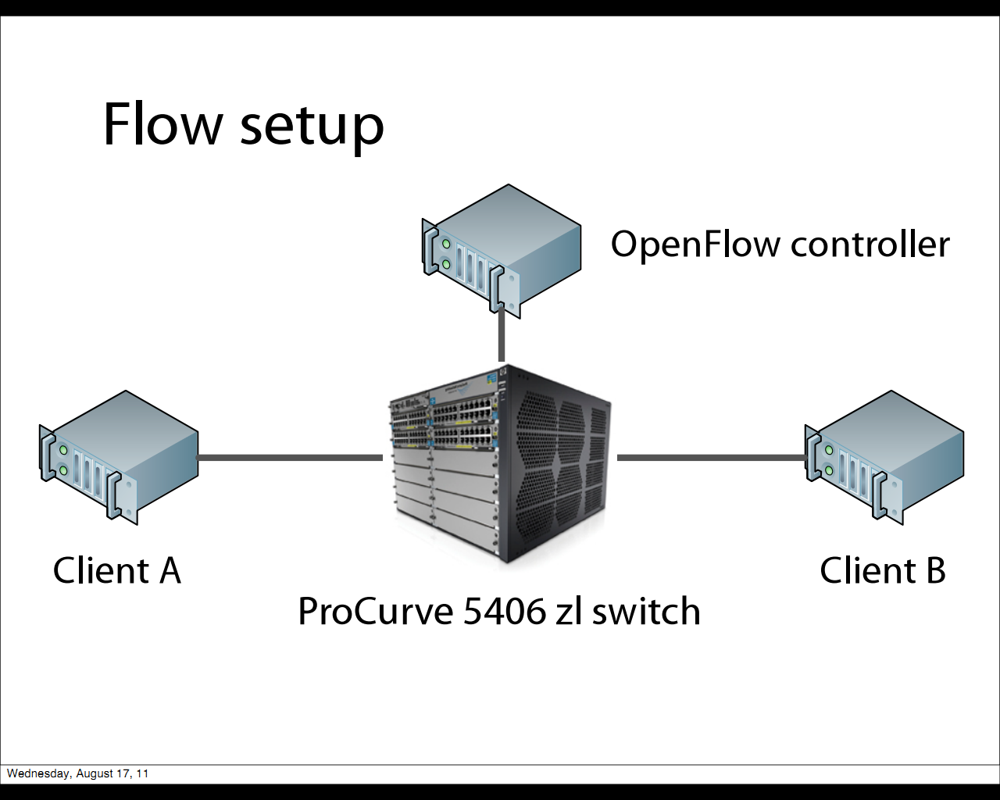 Flow setup
OpenFlow controller
Client A
Client B
ProCurve 5406 zl switch
Wednesday, August 17, 11